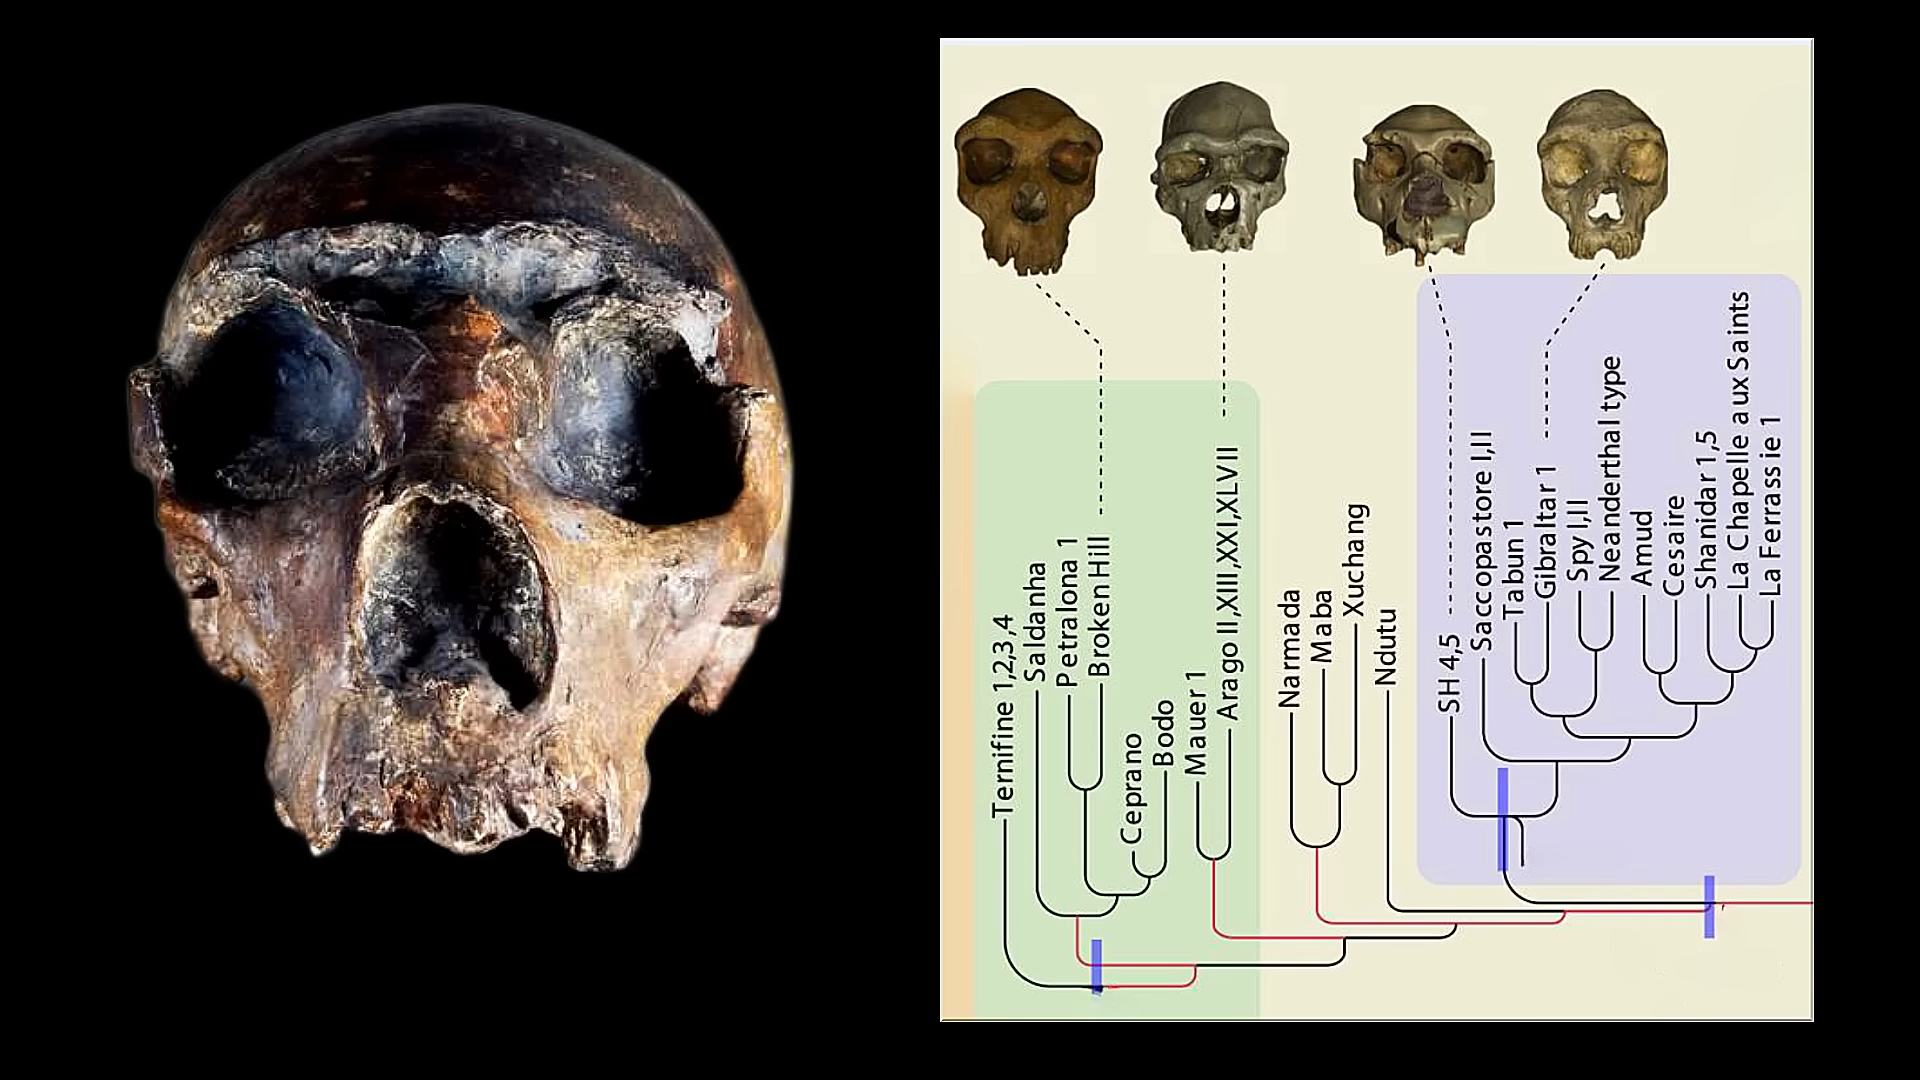 Ternifine 1,2,3,4
Saldanha
Petralona 1
Broken Hill
Ceprano
Bodo
Mauer 1
Arago II,XIII,XXI,XLVII
Narmada
Maba
Xuchang
Ndutu
SH 4,5
Saccopastore I,II
Tabun 1
Gibraltar 1
Spy I,II
Neanderthal type
Amud
Cesaire
Shanidar 1,5
La Chapelle aux Saints
La Ferrassie 1